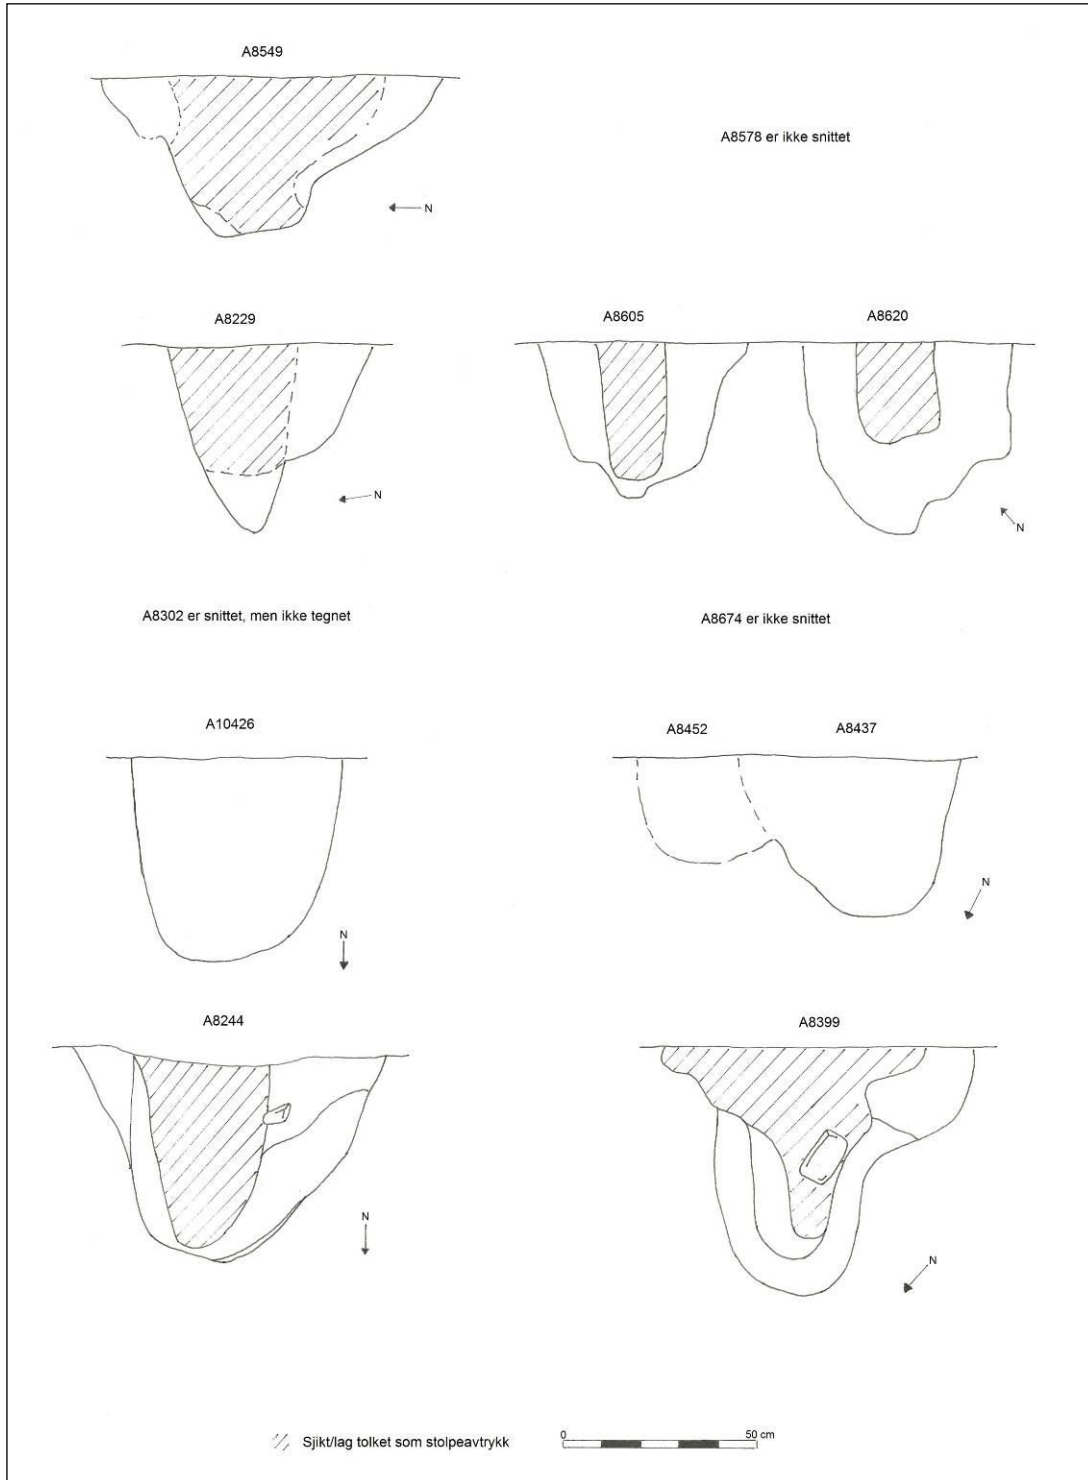 A8549
A8578 er ikke snittet
N
A8229
A8605
A8620
N
N
A8302 er snittet, men ikke tegnet
A8674 er ikke snittet
A10426
A8452
A8437
N
N
A8244
A8399
N
N
Sjikt/lag tolket som stolpeavtrykk
0
50 cm